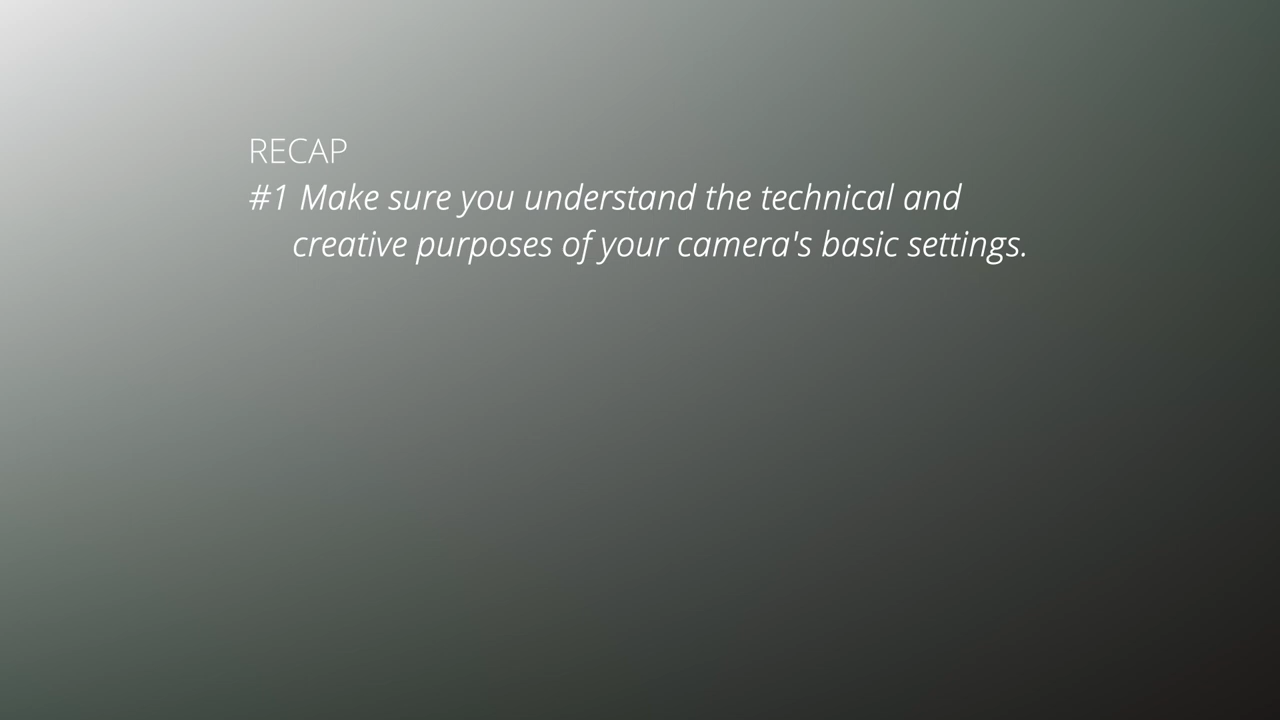 RECAP
#1 Make sure you understand the technical and
creative purposes of your camera's basic settings.